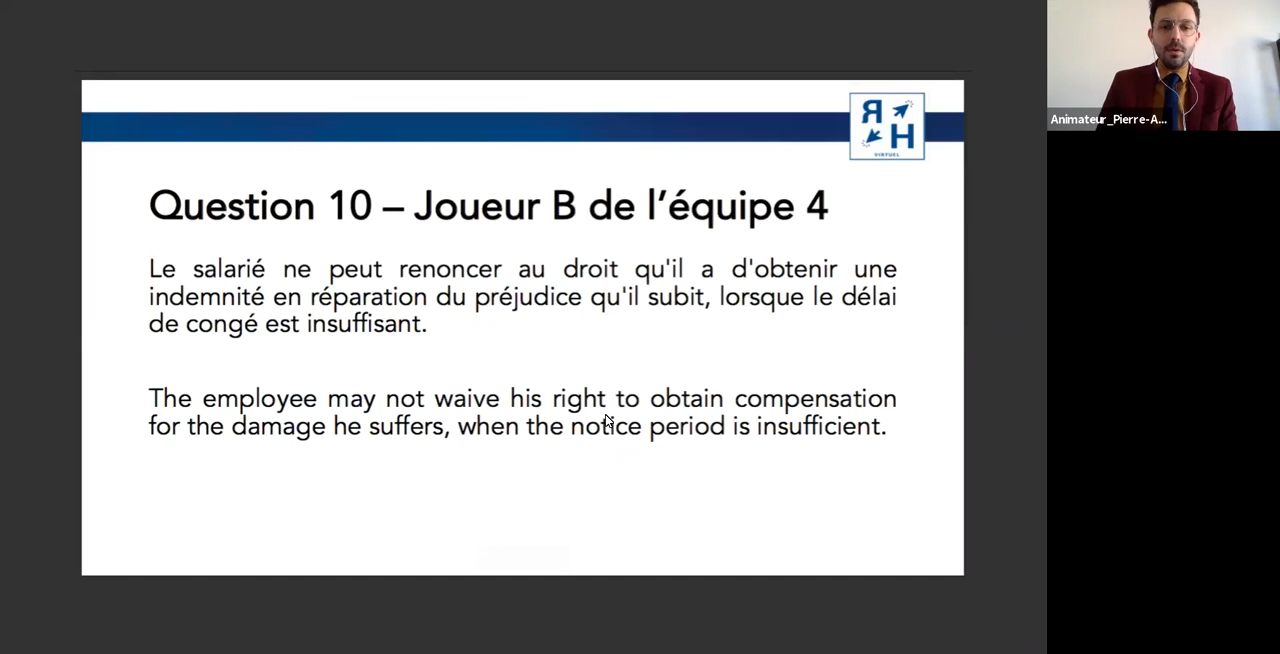 ЯH
VIRTUEL
Animateur_Pierre-A...
Question 10 – Joueur B de l’équipe 4
Le salarié ne peut renoncer au droit qu'il a d'obtenir une
indemnité en réparation du préjudice qu'il subit, lorsque le délai
de congé est insuffisant.
The employee may not waive his right to obtain compensation
for the damage he suffers, when the notice period is insufficient.